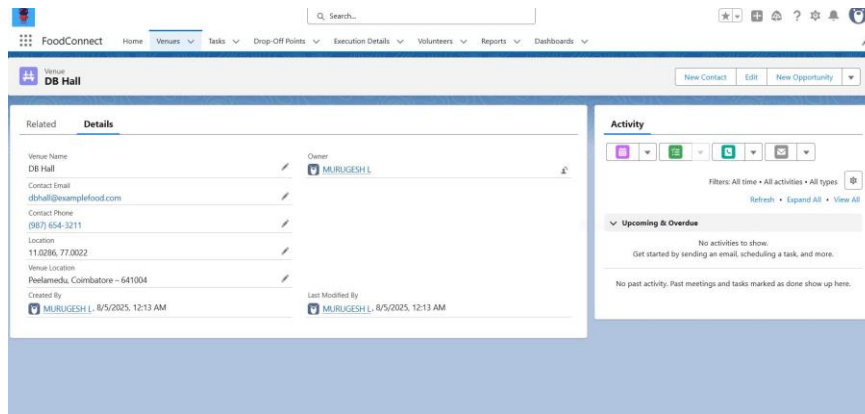 Search...
FoodConnect Home Venues Tasks Drop-Off Points Execution Details Volunteers Reports Dashboards
Venue
DB Hall
New Contact Edit New Opportunity
Related Details
Venue Name
DB Hall
Owner
MURUGESH L
Contact Email
dbhall@examplefood.com
Contact Phone
(987) 654-3211
Location
11.0286, 77.0022
Venue Location
Peelamedu, Coimbatore – 641004
Created By
MURUGESH L, 8/5/2025, 12:13 AM
Last Modified By
MURUGESH L, 8/5/2025, 12:13 AM
Activity
Filters: All time • All activities • All types
Refresh • Expand All • View All
Upcoming & Overdue
No activities to show.
Get started by sending an email, scheduling a task, and more.
No past activity. Past meetings and tasks marked as done show up here.